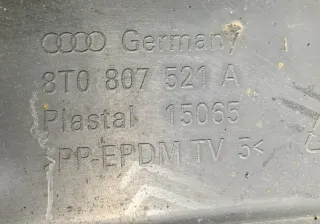 Germany
8T0 807 521 A
Plastal 15065
>PP-EPDM TV 5<